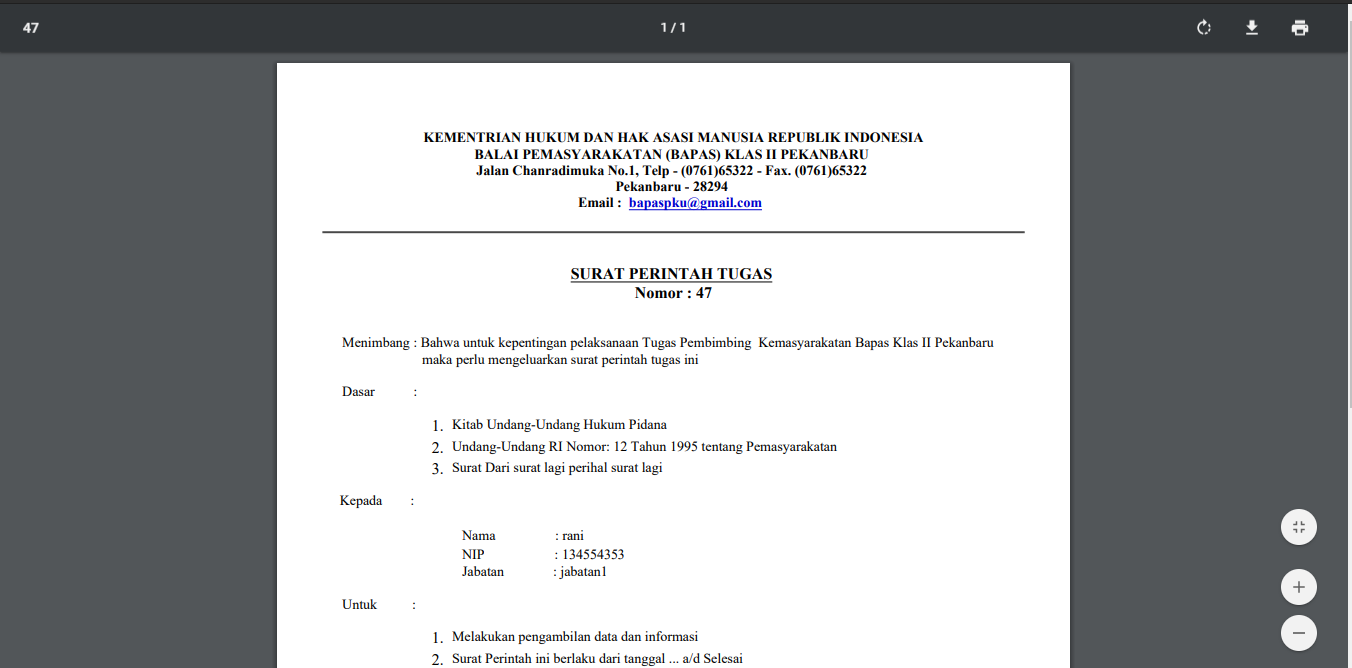 47
1 / 1
KEMENTRIAN HUKUM DAN HAK ASASI MANUSIA REPUBLIK INDONESIA
BALAI PEMASYARAKATAN (BAPAS) KLAS II PEKANBARU
Jalan Chanradimuka No.1, Telp - (0761)65322 - Fax. (0761)65322
Pekanbaru - 28294
Email : bapaspku@gmail.com
SURAT PERINTAH TUGAS
Nomor : 47
Menimbang : Bahwa untuk kepentingan pelaksanaan Tugas Pembimbing Kemasyarakatan Bapas Klas II Pekanbaru
maka perlu mengeluarkan surat perintah tugas ini
Dasar :
1. Kitab Undang-Undang Hukum Pidana
2. Undang-Undang RI Nomor: 12 Tahun 1995 tentang Pemasyarakatan
3. Surat Dari surat lagi perihal surat lagi
Kepada :
Nama : rani
NIP : 134554353
Jabatan : jabatan1
Untuk :
1. Melakukan pengambilan data dan informasi
2. Surat Perintah ini berlaku dari tanggal ... a/d Selesai